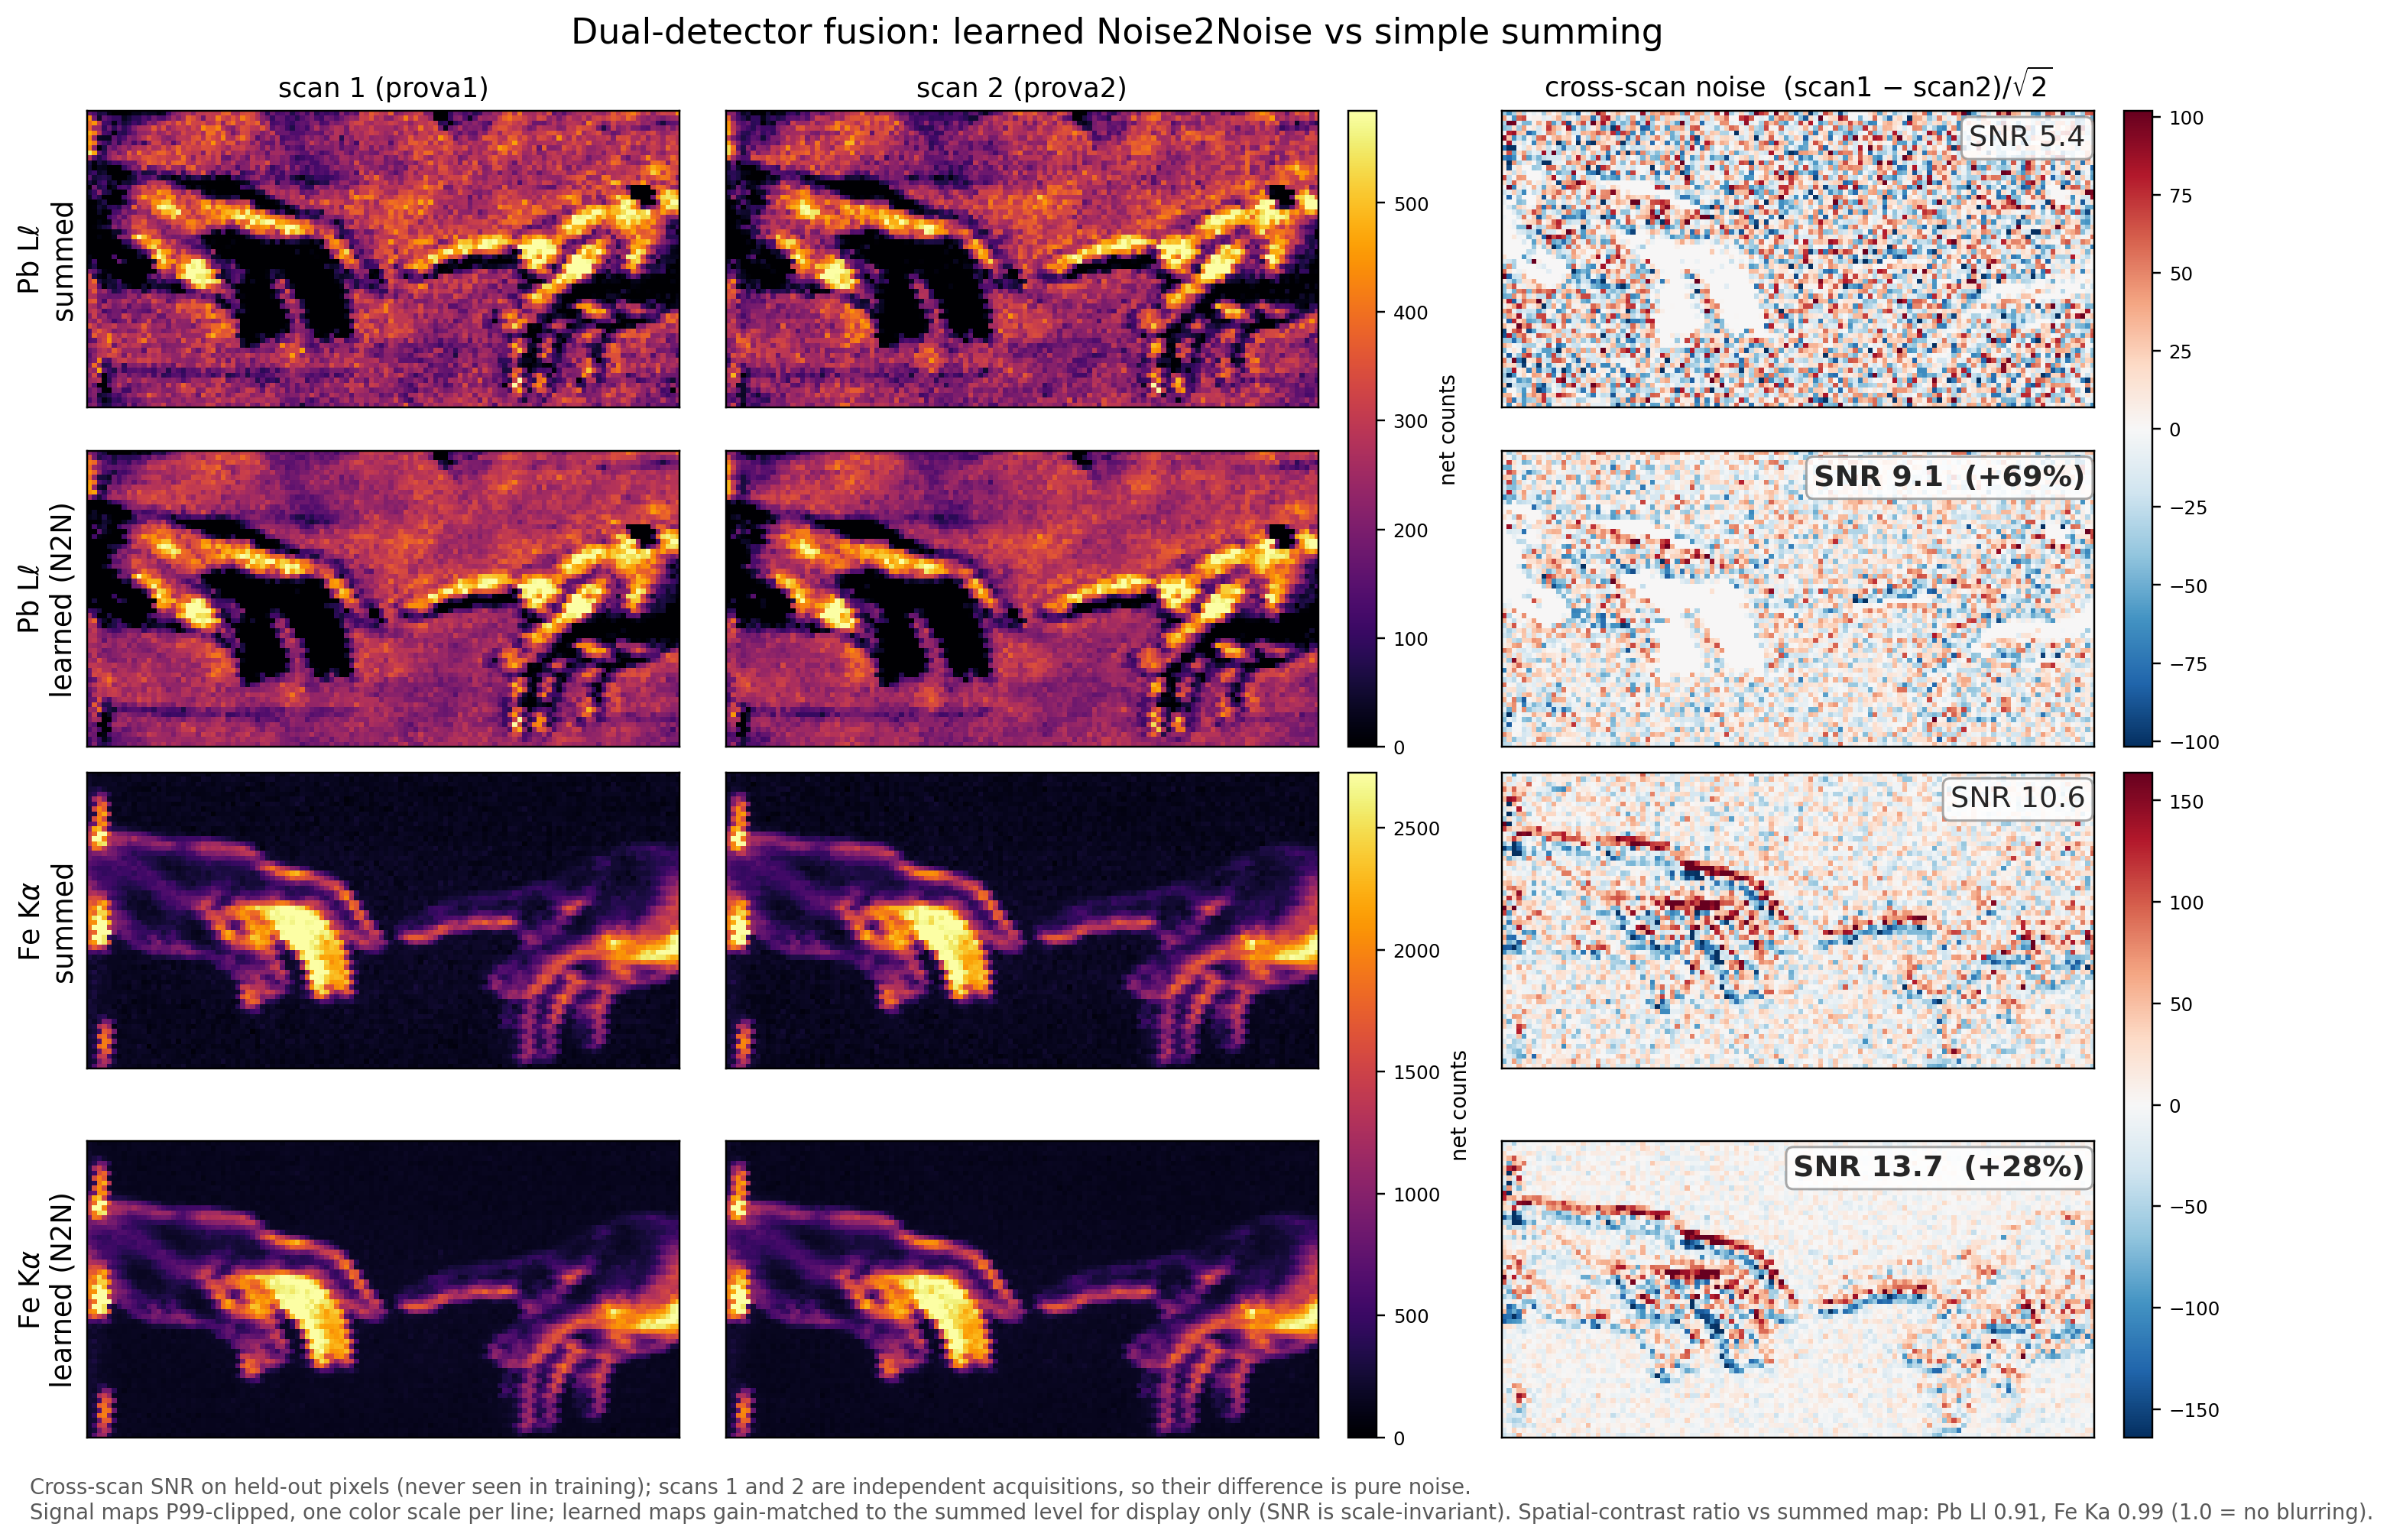 Dual-detector fusion: learned Noise2Noise vs simple summing
scan 1 (prova1)
scan 2 (prova2)
cross-scan noise (scan1 − scan2)/√2
Pb Lℓ
summed
SNR 5.4
Pb Lℓ
learned (N2N)
SNR 9.1 (+69%)
500
400
300
200
100
0
net counts
100
75
50
25
0
−25
−50
−75
−100
Fe Kα
summed
SNR 10.6
Fe Kα
learned (N2N)
SNR 13.7 (+28%)
2500
2000
1500
1000
500
0
net counts
150
100
50
0
−50
−100
−150
Cross-scan SNR on held-out pixels (never seen in training); scans 1 and 2 are independent acquisitions, so their difference is pure noise.
Signal maps P99-clipped, one color scale per line; learned maps gain-matched to the summed level for display only (SNR is scale-invariant). Spatial-contrast ratio vs summed map: Pb Ll 0.91, Fe Ka 0.99 (1.0 = no blurring).